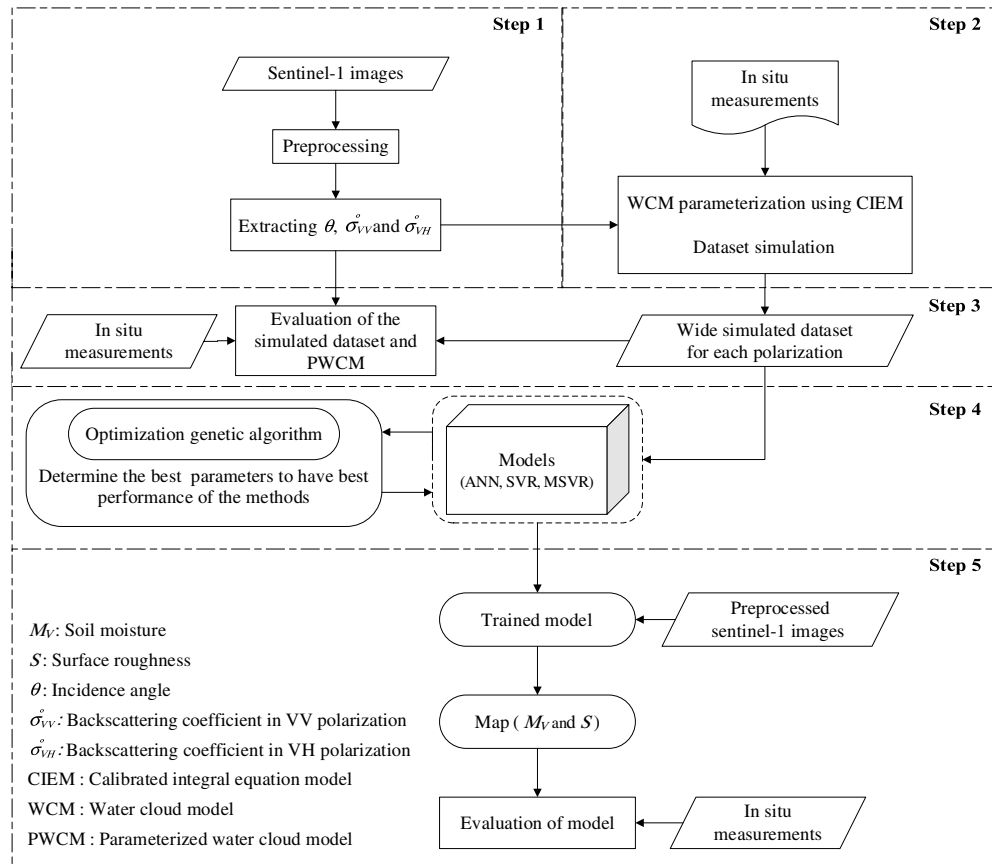 Step 1
Sentinel-1 images
Preprocessing
Extracting θ, σ°VV and σ°VH
Step 2
In situ
measurements
WCM parameterization using CIEM
Dataset simulation
Step 3
In situ
measurements
Evaluation of the
simulated dataset and
PWCM
Wide simulated dataset
for each polarization
Step 4
Optimization genetic algorithm
Determine the best parameters to have best
performance of the methods
Models
(ANN, SVR, MSVR)
Step 5
Trained model
Preprocessed
sentinel-1 images
Map ( MV and S)
Evaluation of model
In situ
measurements
MV: Soil moisture
S: Surface roughness
θ: Incidence angle
σ°VV: Backscattering coefficient in VV polarization
σ°VH: Backscattering coefficient in VH polarization
CIEM : Calibrated integral equation model
WCM : Water cloud model
PWCM : Parameterized water cloud model